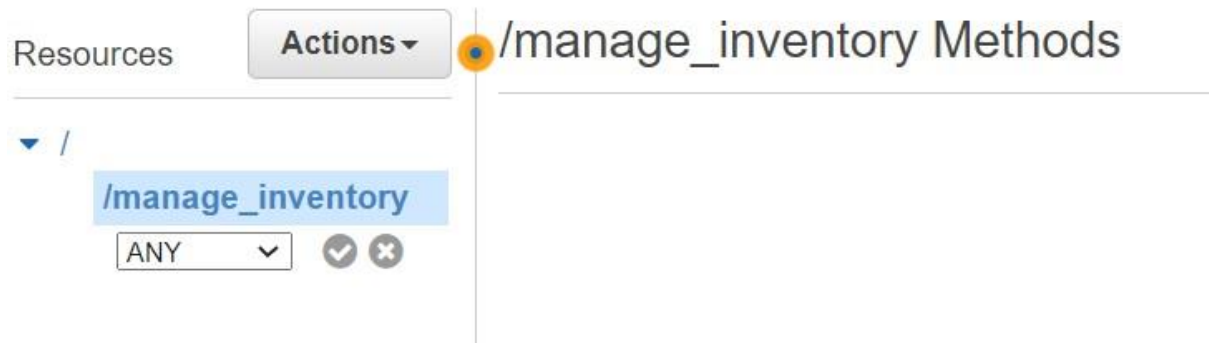 Resources
Actions
/manage_inventory Methods
/
/manage_inventory
ANY